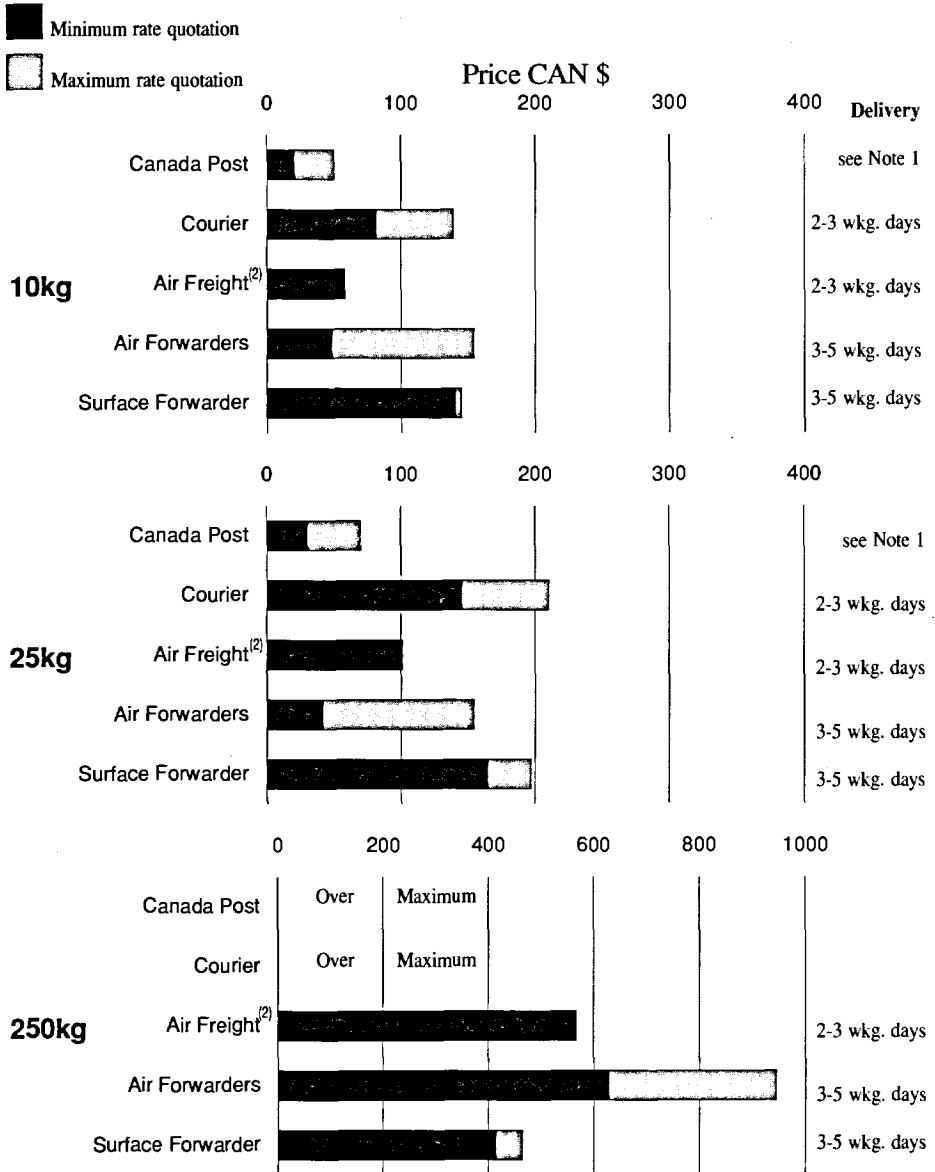 Minimum rate quotation
Maximum rate quotation
Price CAN $
0 100 200 300 400 Delivery
Canada Post see Note 1
Courier 2-3 wkg. days
10kg Air Freight(2) 2-3 wkg. days
Air Forwarders 3-5 wkg. days
Surface Forwarder 3-5 wkg. days
0 100 200 300 400
Canada Post see Note 1
Courier 2-3 wkg. days
25kg Air Freight(2) 2-3 wkg. days
Air Forwarders 3-5 wkg. days
Surface Forwarder 3-5 wkg. days
0 200 400 600 800 1000
Canada Post Over Maximum
Courier Over Maximum
250kg Air Freight(2) 2-3 wkg. days
Air Forwarders 3-5 wkg. days
Surface Forwarder 3-5 wkg. days